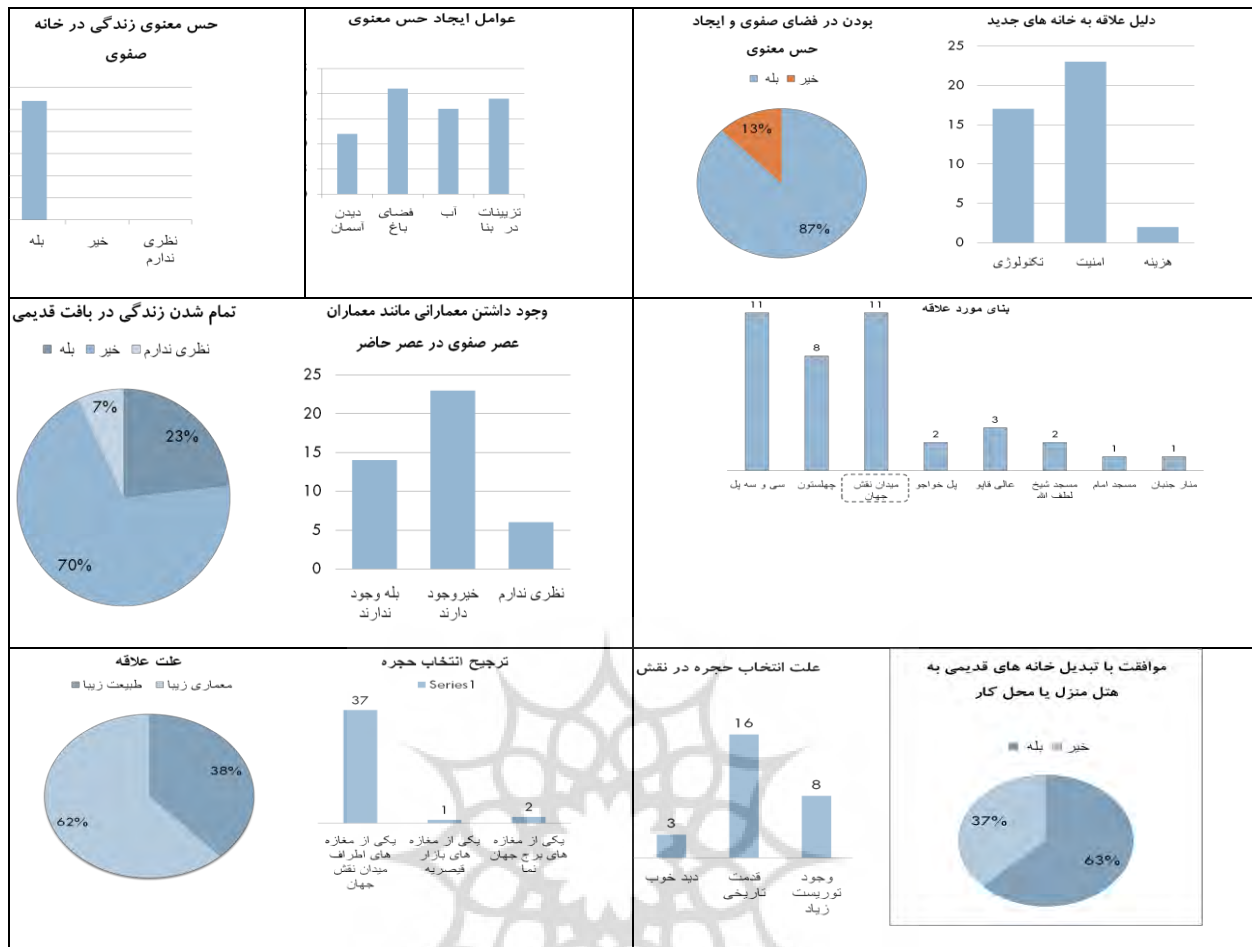 حس معنوی زندگی در خانه
صفوی
بله
خیر
نظری
ندارم
عوامل ایجاد حس معنوی
دیدن
آسمان
فضای
باغ
آب
تزیینات
در بنا
بودن در فضای صفوی و ایجاد
حس معنوی
بله خیر
13%
87%
دلیل علاقه به خانه های جدید
25
20
15
10
5
0
تکنولوژی
امنیت
هزینه
تمام شدن زندگی در بافت قدیمی
بله خیر نظری ندارم
7%
23%
70%
وجود داشتن معمارانی مانند معماران
عصر صفوی در عصر حاضر
25
20
15
10
5
0
بله وجود
ندارند
خیروجود
دارند
نظری ندارم
بنای مورد علاقه
11
8
11
2
3
2
1
1
سی و سه پل
چهلستون
میدان نقش
جهان
پل خواجو
عالی قاپو
مسجد شیخ
لطف الله
مسجد امام
منار جنبان
علت علاقه
طبیعت زیبا معماری زیبا
38%
62%
ترجیح انتخاب حجره
Series1
37
1
2
یکی از مغازه
های اطراف
میدان نقش
جهان
یکی از مغازه
های بازار
قیصریه
یکی از مغازه
های برج جهان
نما
علت انتخاب حجره در نقش
3
16
8
دید خوب
قدمت
تاریخی
وجود
توریست
زیاد
موافقت با تبدیل خانه های قدیمی به
هتل منزل یا محل کار
بله خیر
37%
63%